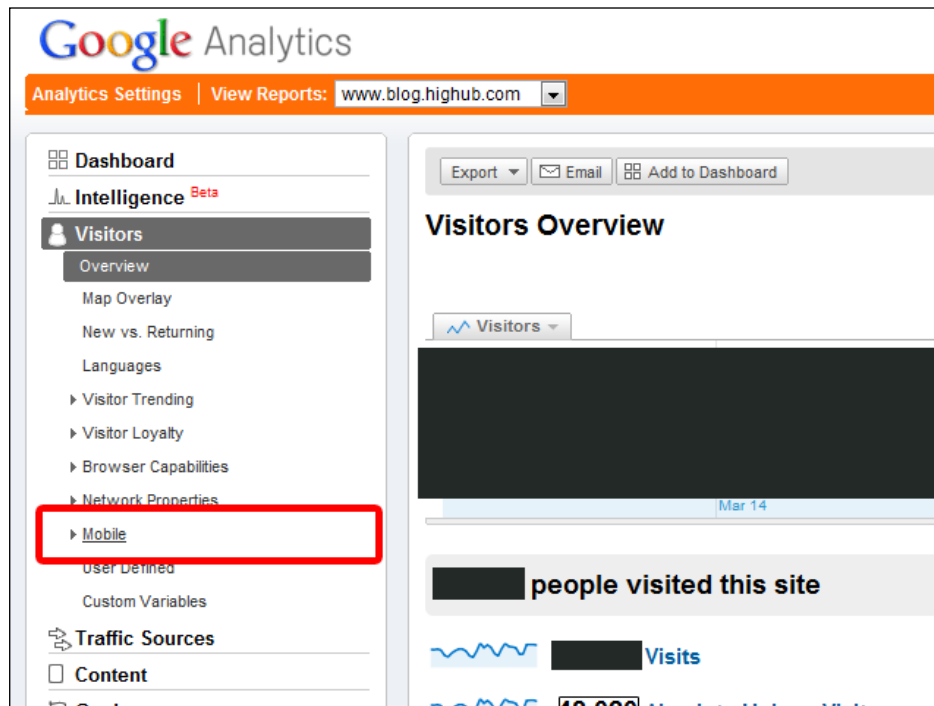 Google Analytics
Analytics Settings | View Reports: www.blog.highub.com
Dashboard
Intelligence Beta
Visitors
Overview
Map Overlay
New vs. Returning
Languages
Visitor Trending
Visitor Loyalty
Browser Capabilities
Network Properties
Mobile
User Defined
Custom Variables
Traffic Sources
Content
Export
Email
Add to Dashboard
Visitors Overview
Visitors
Mar 14
people visited this site
Visits